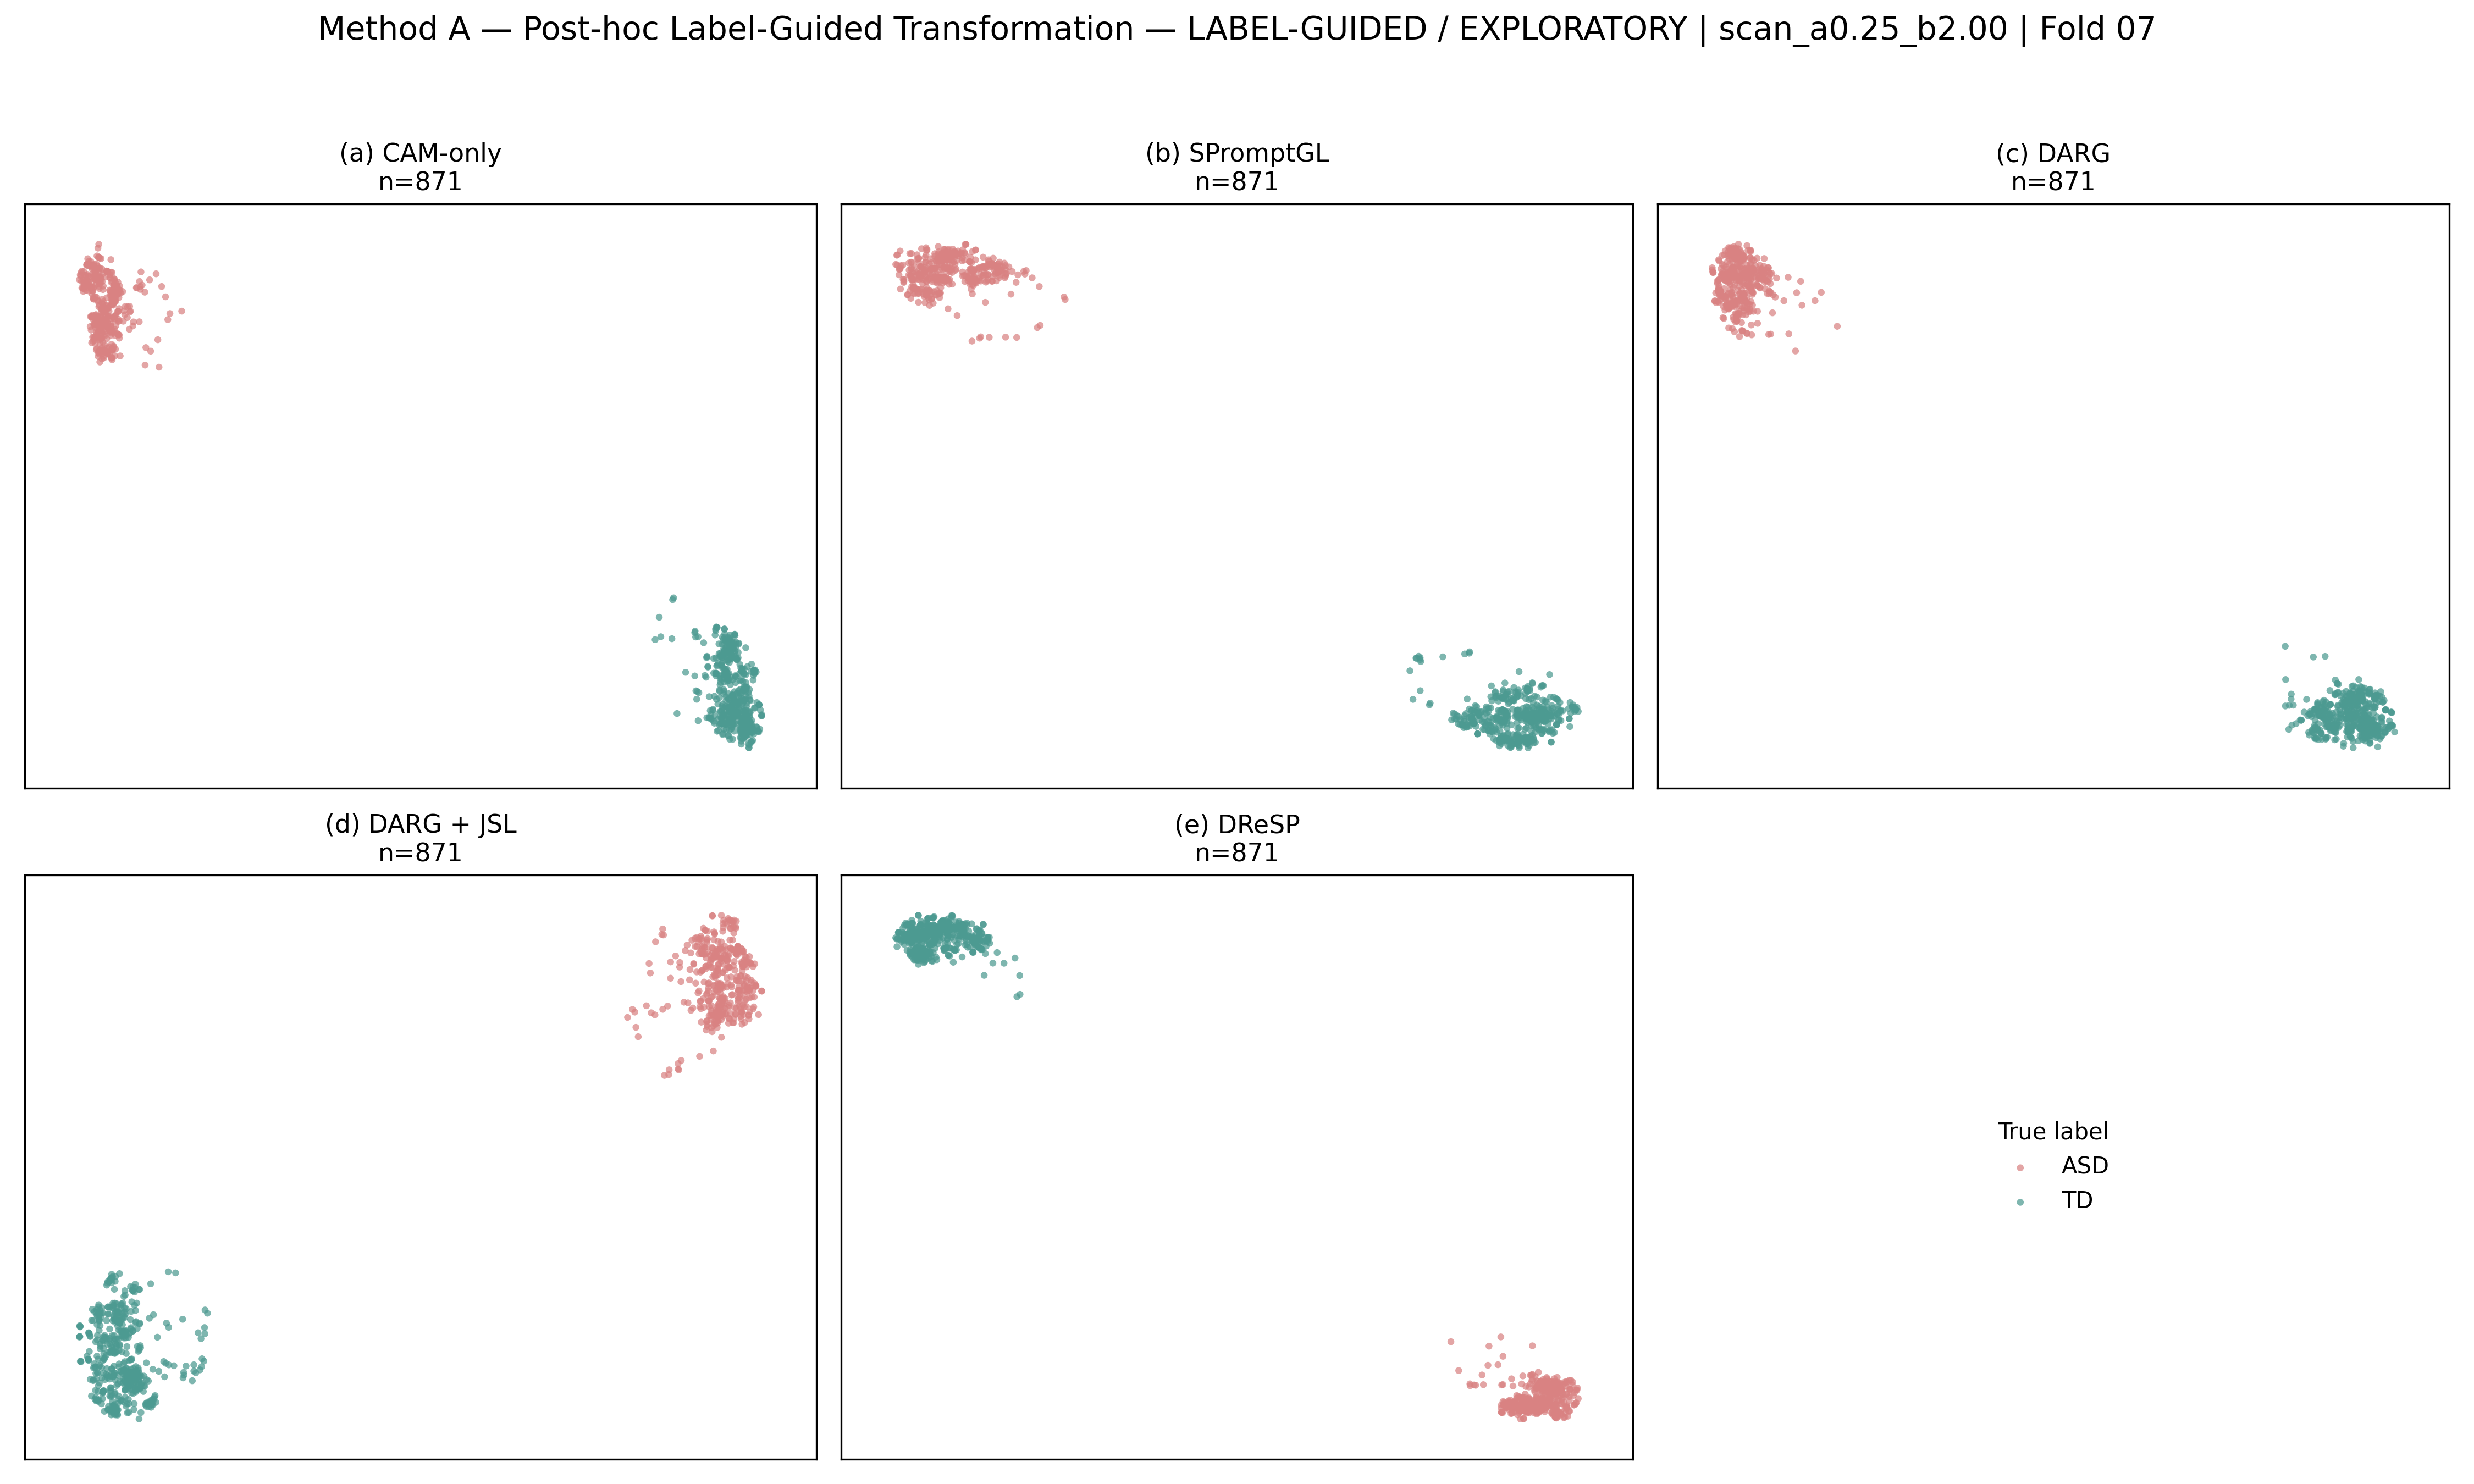 Method A — Post-hoc Label-Guided Transformation — LABEL-GUIDED / EXPLORATORY | scan_a0.25_b2.00 | Fold 07
(a) CAM-only
n=871
(b) SPromptGL
n=871
(c) DARG
n=871
(d) DARG + JSL
n=871
(e) DReSP
n=871
True label
ASD
TD